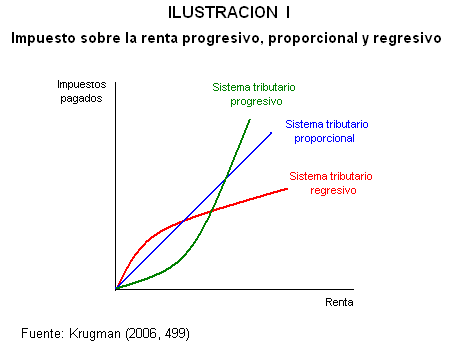 ILUSTRACION I
Impuesto sobre la renta progresivo, proporcional y regresivo
Impuestos
pagados
Sistema tributario
progresivo
Sistema tributario
proporcional
Sistema tributario
regresivo
Renta
Fuente: Krugman (2006, 499)